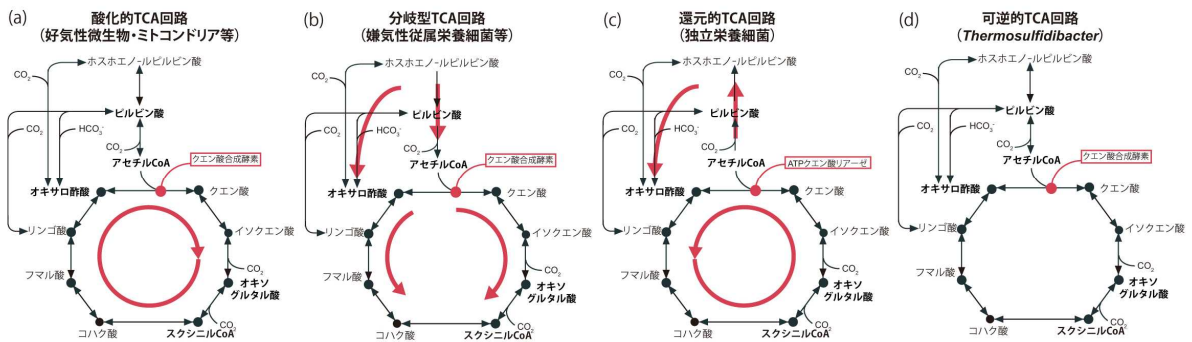 (a)
酸化的TCA回路
(好気性微生物・ミトコンドリア等)
CO2
ホスホエノールピルビン酸
ピルビン酸
CO2
HCO3-
CO2
アセチルCoA
クエン酸合成酵素
オキサロ酢酸
クエン酸
リンゴ酸
イソクエン酸
フマル酸
CO2
オキソ
グルタル酸
コハク酸
スクシニルCoA
CO2
(b)
分岐型TCA回路
(嫌気性従属栄養細菌等)
CO2
ホスホエノールピルビン酸
ピルビン酸
CO2
HCO3-
CO2
アセチルCoA
クエン酸合成酵素
オキサロ酢酸
クエン酸
リンゴ酸
イソクエン酸
フマル酸
CO2
オキソ
グルタル酸
コハク酸
スクシニルCoA
CO2
(c)
還元的TCA回路
(独立栄養細菌)
CO2
ホスホエノールピルビン酸
ピルビン酸
CO2
HCO3-
CO2
アセチルCoA
ATPクエン酸リアーゼ
オキサロ酢酸
クエン酸
リンゴ酸
イソクエン酸
フマル酸
CO2
オキソ
グルタル酸
コハク酸
スクシニルCoA
CO2
(d)
可逆的TCA回路
(Thermosulfidibacter)
CO2
ホスホエノールピルビン酸
ピルビン酸
CO2
HCO3-
CO2
アセチルCoA
クエン酸合成酵素
オキサロ酢酸
クエン酸
リンゴ酸
イソクエン酸
フマル酸
CO2
オキソ
グルタル酸
コハク酸
スクシニルCoA
CO2